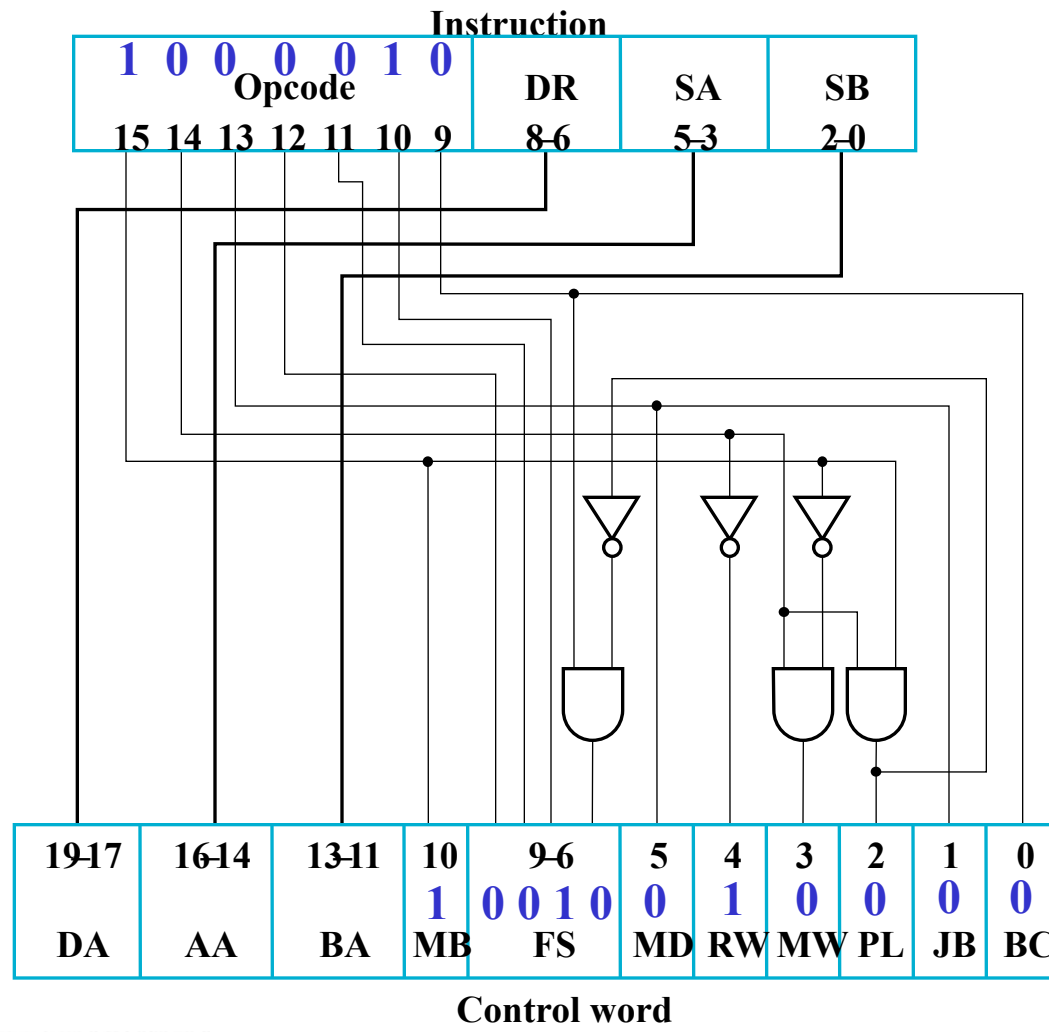 Instruction
1 0 0 0 0 1 0
Opcode DR SA SB
15 14 13 12 11 10 9 8-6 5-3 2-0
19-17 16-14 13-11 10 9-6 5 4 3 2 1 0
1 0 0 1 0 0 1 0 0 0 0
DA AA BA MB FS MD RW MW PL JB BC
Control word